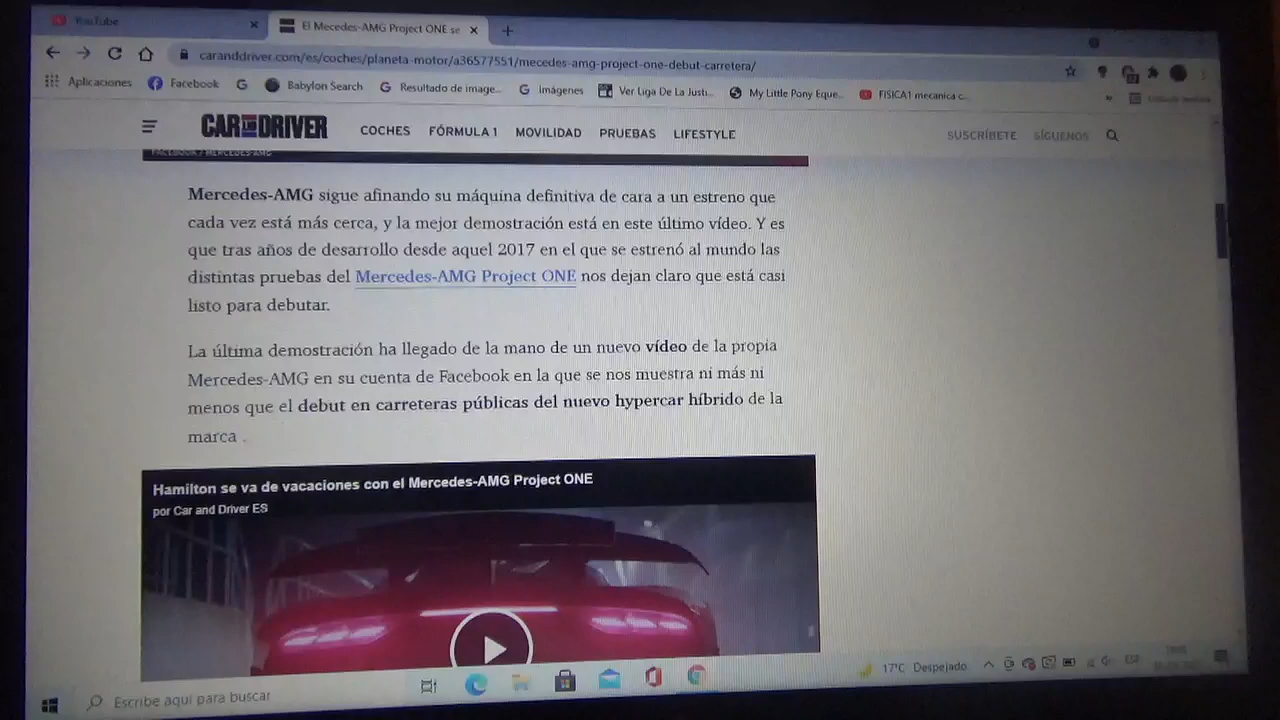 YouTube
El Mecedes-AMG Project ONE se
caranddriver.com/es/coches/planeta-motor/a36577551/mecedes-amg-project-one-debut-carretera/
Aplicaciones Facebook Babylon Search Resultado de image... Imágenes Ver Liga De La Justi... My Little Pony Eque... FISICA1 mecanica c...
CAR AND DRIVER COCHES FÓRMULA 1 MOVILIDAD PRUEBAS LIFESTYLE SUSCRÍBETE SÍGUENOS
FACEBOOK / MERCEDES-AMG
Mercedes-AMG sigue afinando su máquina definitiva de cara a un estreno que
cada vez está más cerca, y la mejor demostración está en este último vídeo. Y es
que tras años de desarrollo desde aquel 2017 en el que se estrenó al mundo las
distintas pruebas del Mercedes-AMG Project ONE nos dejan claro que está casi
listo para debutar.
La última demostración ha llegado de la mano de un nuevo vídeo de la propia
Mercedes-AMG en su cuenta de Facebook en la que se nos muestra ni más ni
menos que el debut en carreteras públicas del nuevo hypercar híbrido de la
marca .
Hamilton se va de vacaciones con el Mercedes-AMG Project ONE
por Car and Driver ES
Escribe aquí para buscar
17°C Despejado
ESP